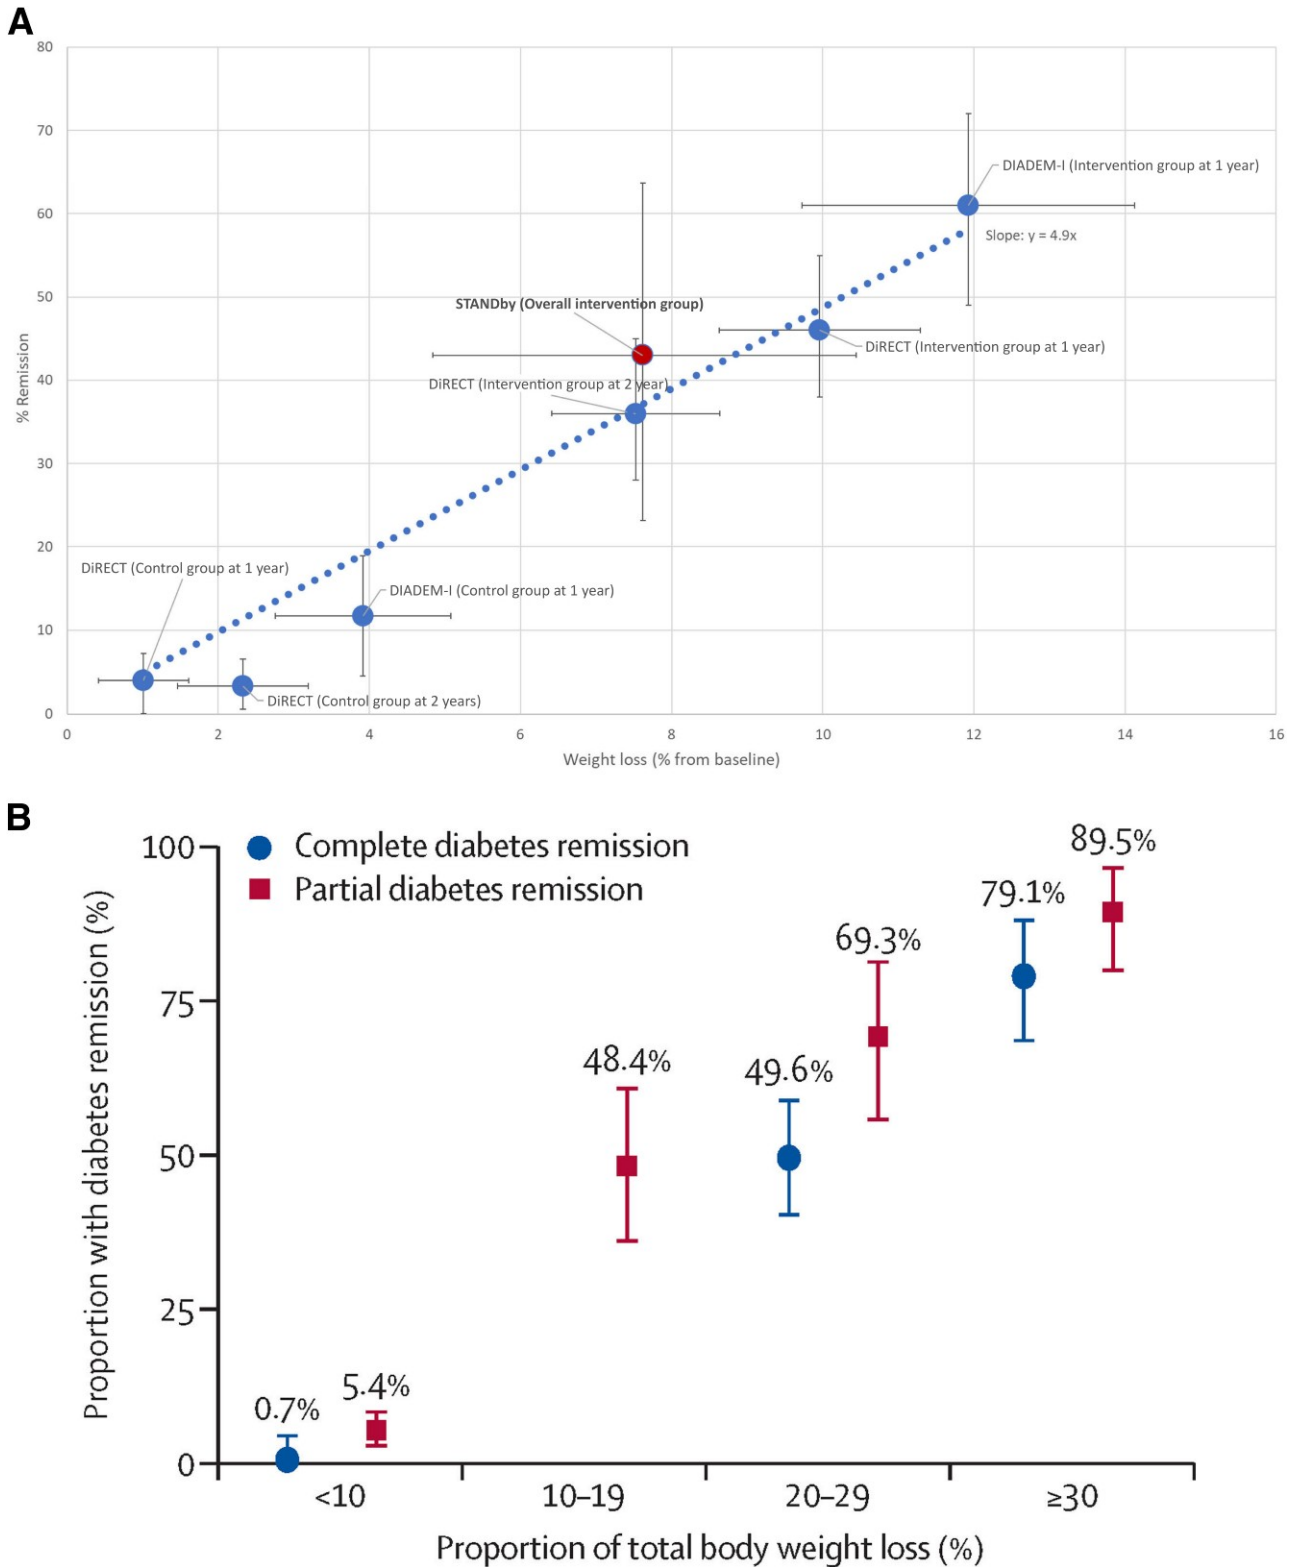 A
80
70
60
50
40
30
20
10
0
% Remission
DIADEM-I (Intervention group at 1 year)
Slope: y = 4.9x
STANDby (Overall intervention group)
DiRECT (Intervention group at 1 year)
DiRECT (Intervention group at 2 year)
DiRECT (Control group at 1 year)
DIADEM-I (Control group at 1 year)
DiRECT (Control group at 2 years)
0 2 4 6 8 10 12 14 16
Weight loss (% from baseline)
B
Complete diabetes remission
Partial diabetes remission
Proportion with diabetes remission (%)
100
75
50
25
0
89.5%
79.1%
69.3%
48.4%
49.6%
5.4%
0.7%
<10 10–19 20–29 ≥30
Proportion of total body weight loss (%)